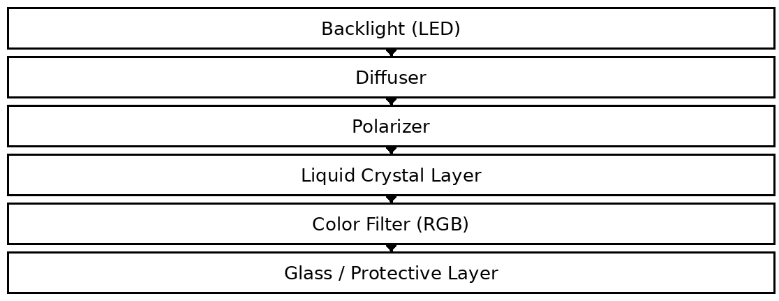 Backlight (LED)
Diffuser
Polarizer
Liquid Crystal Layer
Color Filter (RGB)
Glass / Protective Layer